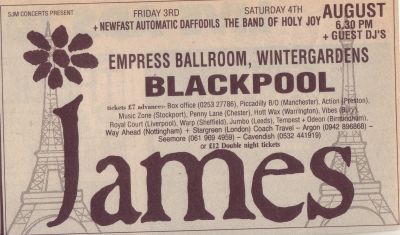 SJM CONCERTS PRESENT
FRIDAY 3RD
SATURDAY 4TH
AUGUST
+ NEWFAST AUTOMATIC DAFFODILS
THE BAND OF HOLY JOY
6.30 PM
+ GUEST DJ'S
EMPRESS BALLROOM, WINTERGARDENS
BLACKPOOL
tickets £7 advance:- Box office (0253 27786), Piccadilly B/O (Manchester), Action (Preston),
Music Zone (Stockport), Penny Lane (Chester), Hott Wax (Warrington), Vibes (Bury),
Royal Court (Liverpool), Warp (Sheffield), Jumbo (Leeds), Tempest + Odeon (Birmingham),
Way Ahead (Nottingham) + Stargreen (London) Coach Travel – Argon (0942 896868) –
Seemore (061 969 4959) – Cavendish (0532 441919)
or £12 Double night tickets
James